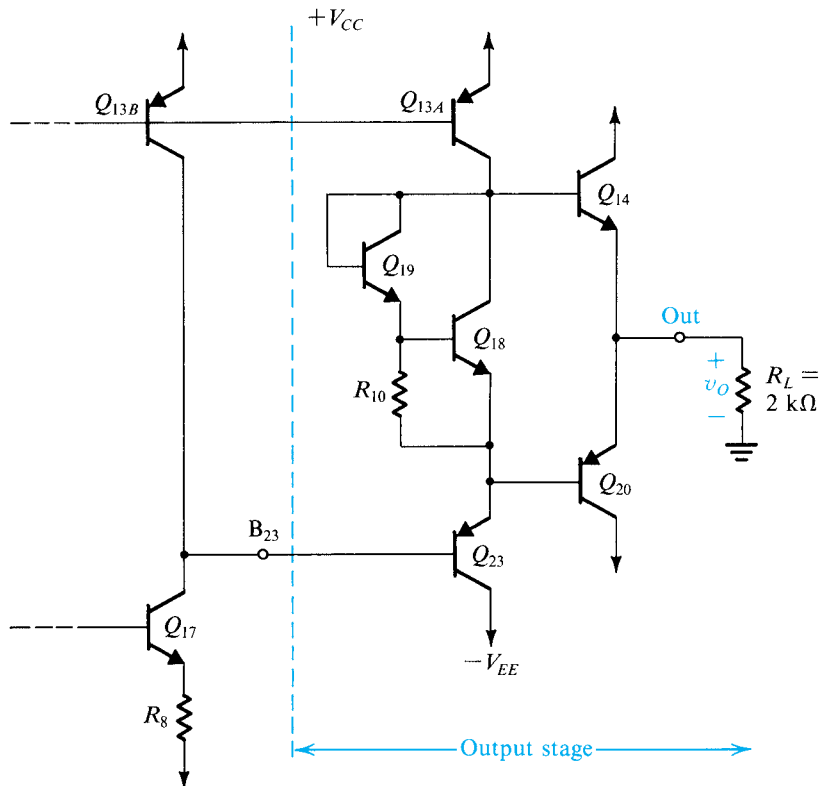 +V_CC
Q_13B
Q_13A
Q_14
Q_19
Out
Q_18
+
v_O
−
R_L =
2 kΩ
R_10
B_23
Q_20
Q_23
Q_17
−V_EE
R_8
Output stage